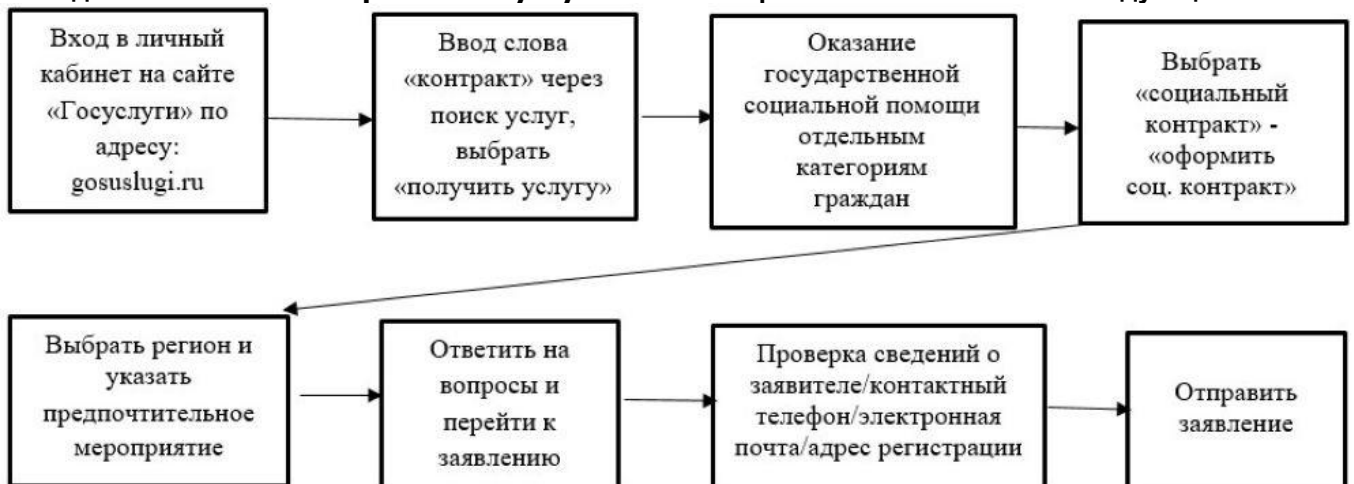 Вход в личный
кабинет на сайте
«Госуслуги» по
адресу:
gosuslugi.ru
Ввод слова
«контракт» через
поиск услуг,
выбрать
«получить услугу»
Оказание
государственной
социальной помощи
отдельным
категориям
граждан
Выбрать
«социальный
контракт» -
«оформить
соц. контракт»
Выбрать регион и
указать
предпочтительное
мероприятие
Ответить на
вопросы и
перейти к
заявлению
Проверка сведений о
заявителе/контактный
телефон/электронная
почта/адрес регистрации
Отправить
заявление